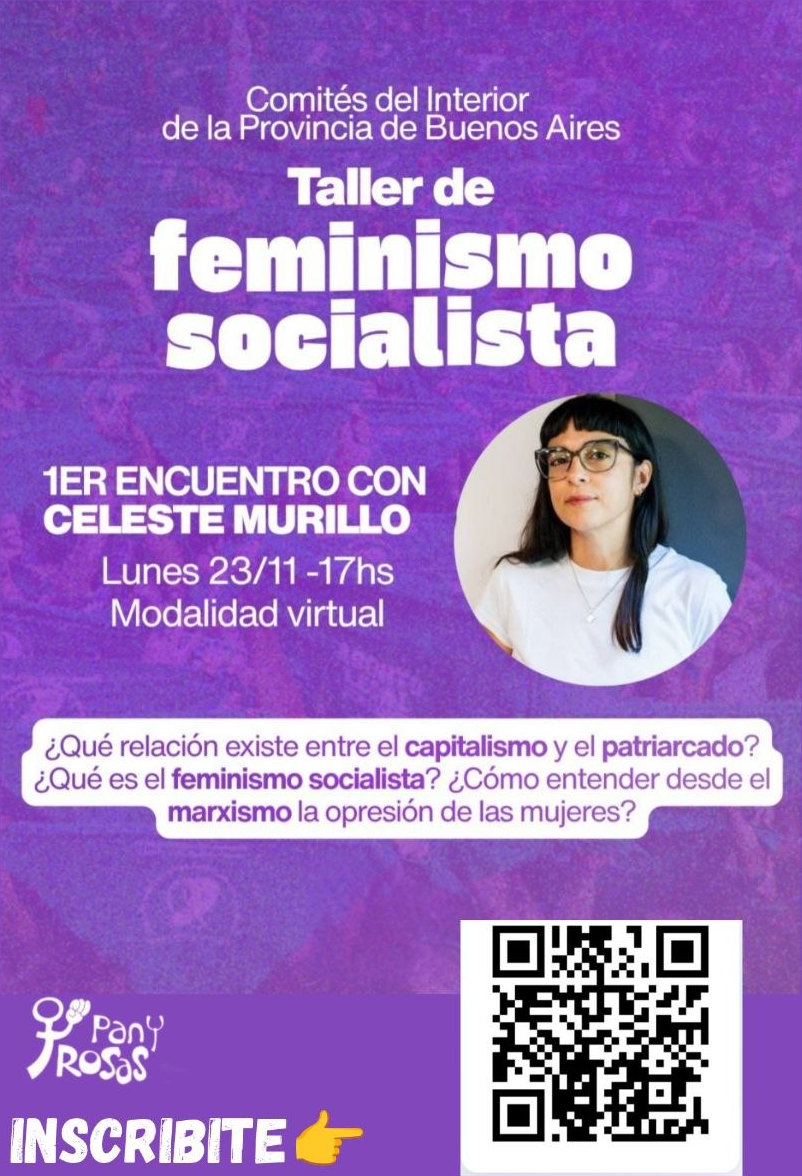 Comités del Interior
de la Provincia de Buenos Aires
Taller de
feminismo
socialista
1ER ENCUENTRO CON
CELESTE MURILLO
Lunes 23/11 -17hs
Modalidad virtual
¿Qué relación existe entre el capitalismo y el patriarcado?
¿Qué es el feminismo socialista? ¿Cómo entender desde el
marxismo la opresión de las mujeres?
Pan y
Rosas
INSCRIBITE